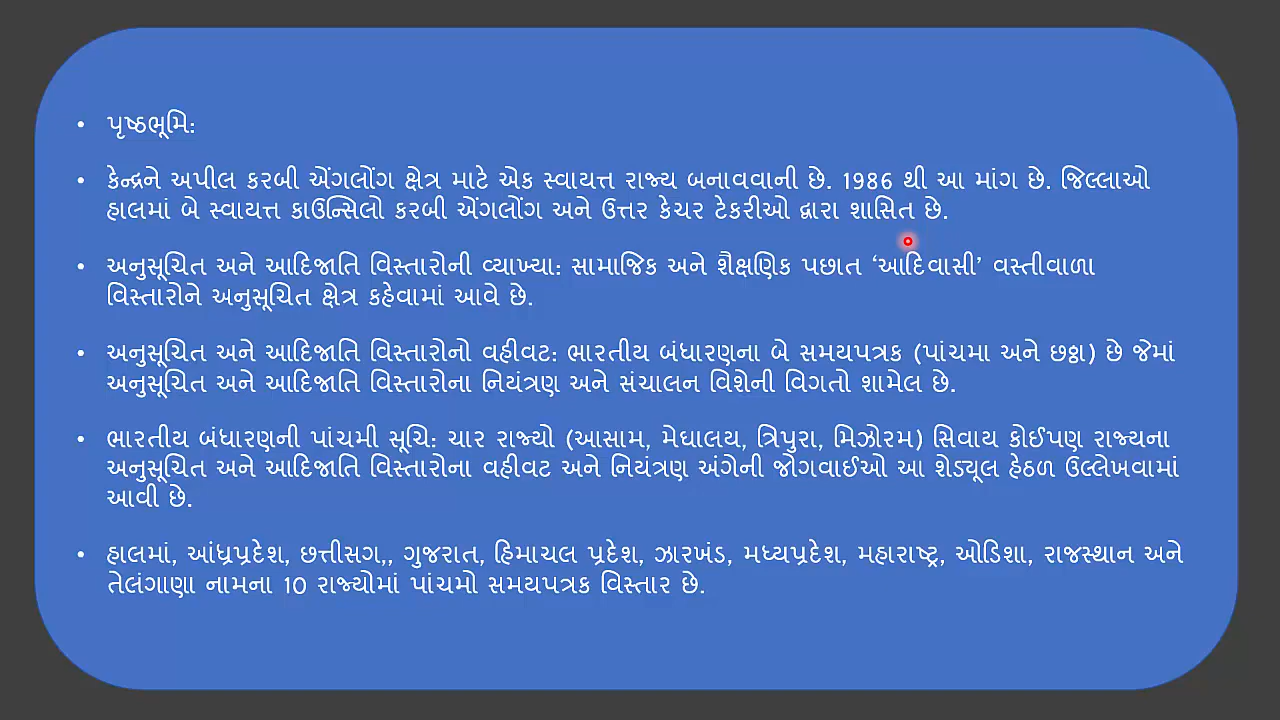 • પૃષ્ઠભૂમિ:
• કેન્દ્રને અપીલ કરબી એંગલોંગ ક્ષેત્ર માટે એક સ્વાયત્ત રાજ્ય બનાવવાની છે. 1986 થી આ માંગ છે. જિલ્લાઓ
હાલમાં બે સ્વાયત્ત કાઉન્સિલો કરબી એંગલોંગ અને ઉત્તર કેચર ટેકરીઓ દ્વારા શાસિત છે.
• અનુસૂચિત અને આદિજાતિ વિસ્તારોની વ્યાખ્યા: સામાજિક અને શૈક્ષણિક પછાત ‘આદિવાસી’ વસ્તીવાળા
વિસ્તારોને અનુસૂચિત ક્ષેત્ર કહેવામાં આવે છે.
• અનુસૂચિત અને આદિજાતિ વિસ્તારોનો વહીવટ: ભારતીય બંધારણના બે સમયપત્રક (પાંચમા અને છઠ્ઠા) છે જેમાં
અનુસૂચિત અને આદિજાતિ વિસ્તારોના નિયંત્રણ અને સંચાલન વિશેની વિગતો શામેલ છે.
• ભારતીય બંધારણની પાંચમી સૂચિ: ચાર રાજ્યો (આસામ, મેઘાલય, ત્રિપુરા, મિઝોરમ) સિવાય કોઈપણ રાજ્યના
અનુસૂચિત અને આદિજાતિ વિસ્તારોના વહીવટ અને નિયંત્રણ અંગેની જોગવાઈઓ આ શેડ્યૂલ હેઠળ ઉલ્લેખવામાં
આવી છે.
• હાલમાં, આંધ્રપ્રદેશ, છત્તીસગ,, ગુજરાત, હિમાચલ પ્રદેશ, ઝારખંડ, મધ્યપ્રદેશ, મહારાષ્ટ્ર, ઓડિશા, રાજસ્થાન અને
તેલંગાણા નામના 10 રાજ્યોમાં પાંચમો સમયપત્રક વિસ્તાર છે.